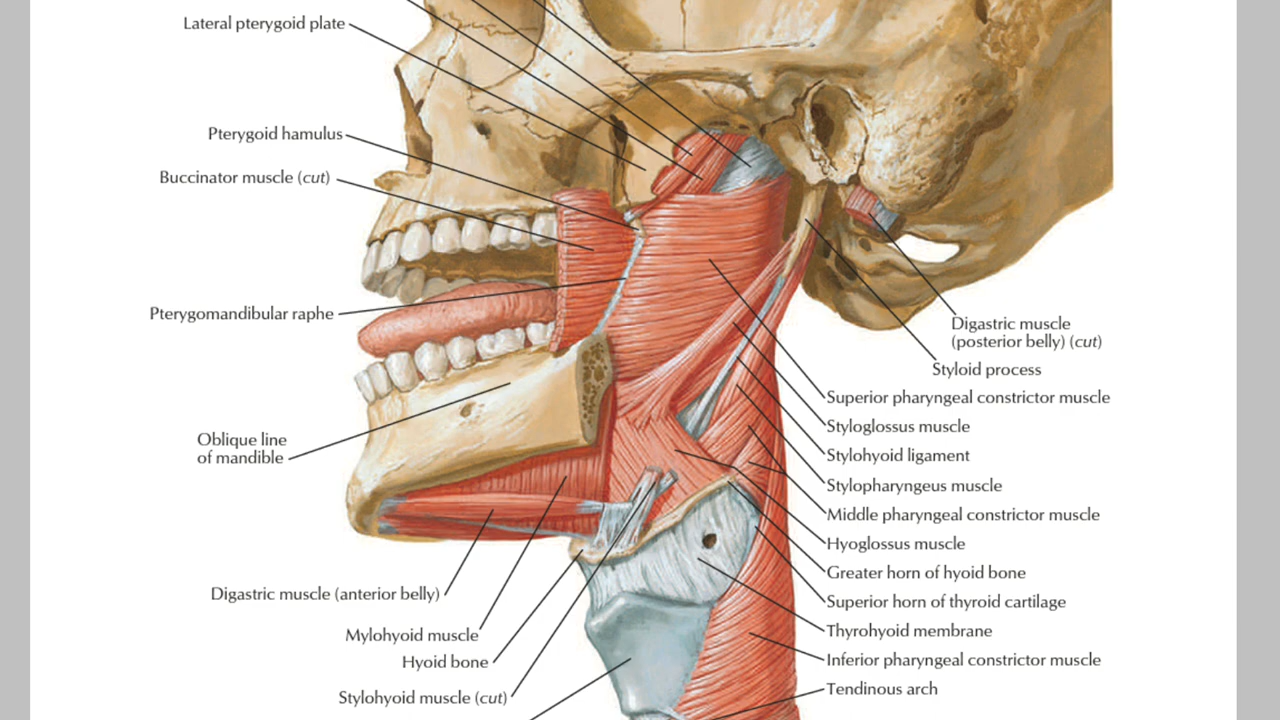 Lateral pterygoid plate
Pterygoid hamulus
Buccinator muscle (cut)
Pterygomandibular raphe
Oblique line
of mandible
Digastric muscle (anterior belly)
Mylohyoid muscle
Hyoid bone
Stylohyoid muscle (cut)
Digastric muscle
(posterior belly) (cut)
Styloid process
Superior pharyngeal constrictor muscle
Styloglossus muscle
Stylohyoid ligament
Stylopharyngeus muscle
Middle pharyngeal constrictor muscle
Hyoglossus muscle
Greater horn of hyoid bone
Superior horn of thyroid cartilage
Thyrohyoid membrane
Inferior pharyngeal constrictor muscle
Tendinous arch